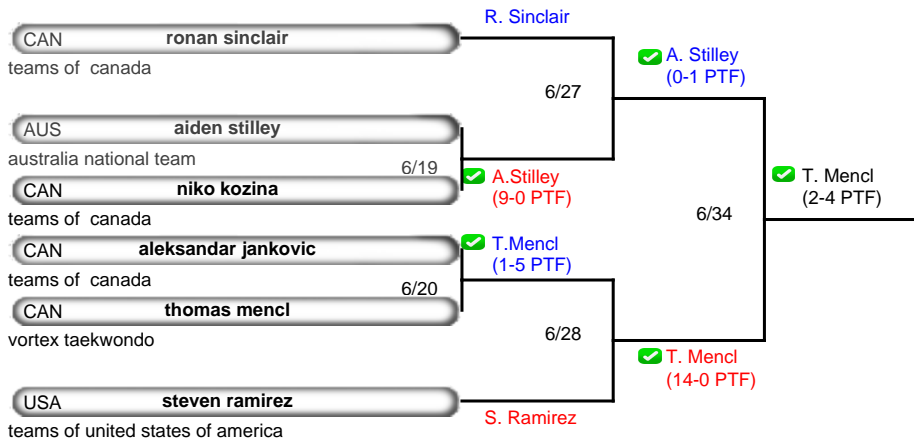 R. Sinclair
CAN ronan sinclair
teams of  canada
A. Stilley
(0-1 PTF)
6/27
AUS aiden stilley
australia national team
6/19
A.Stilley
(9-0 PTF)
CAN niko kozina
teams of canada
T. Mencl
(2-4 PTF)
6/34
CAN aleksandar jankovic
teams of  canada
T.Mencl
(1-5 PTF)
6/20
CAN thomas mencl
vortex taekwondo
6/28
T. Mencl
(14-0 PTF)
USA steven ramirez
teams of united states of america
S. Ramirez